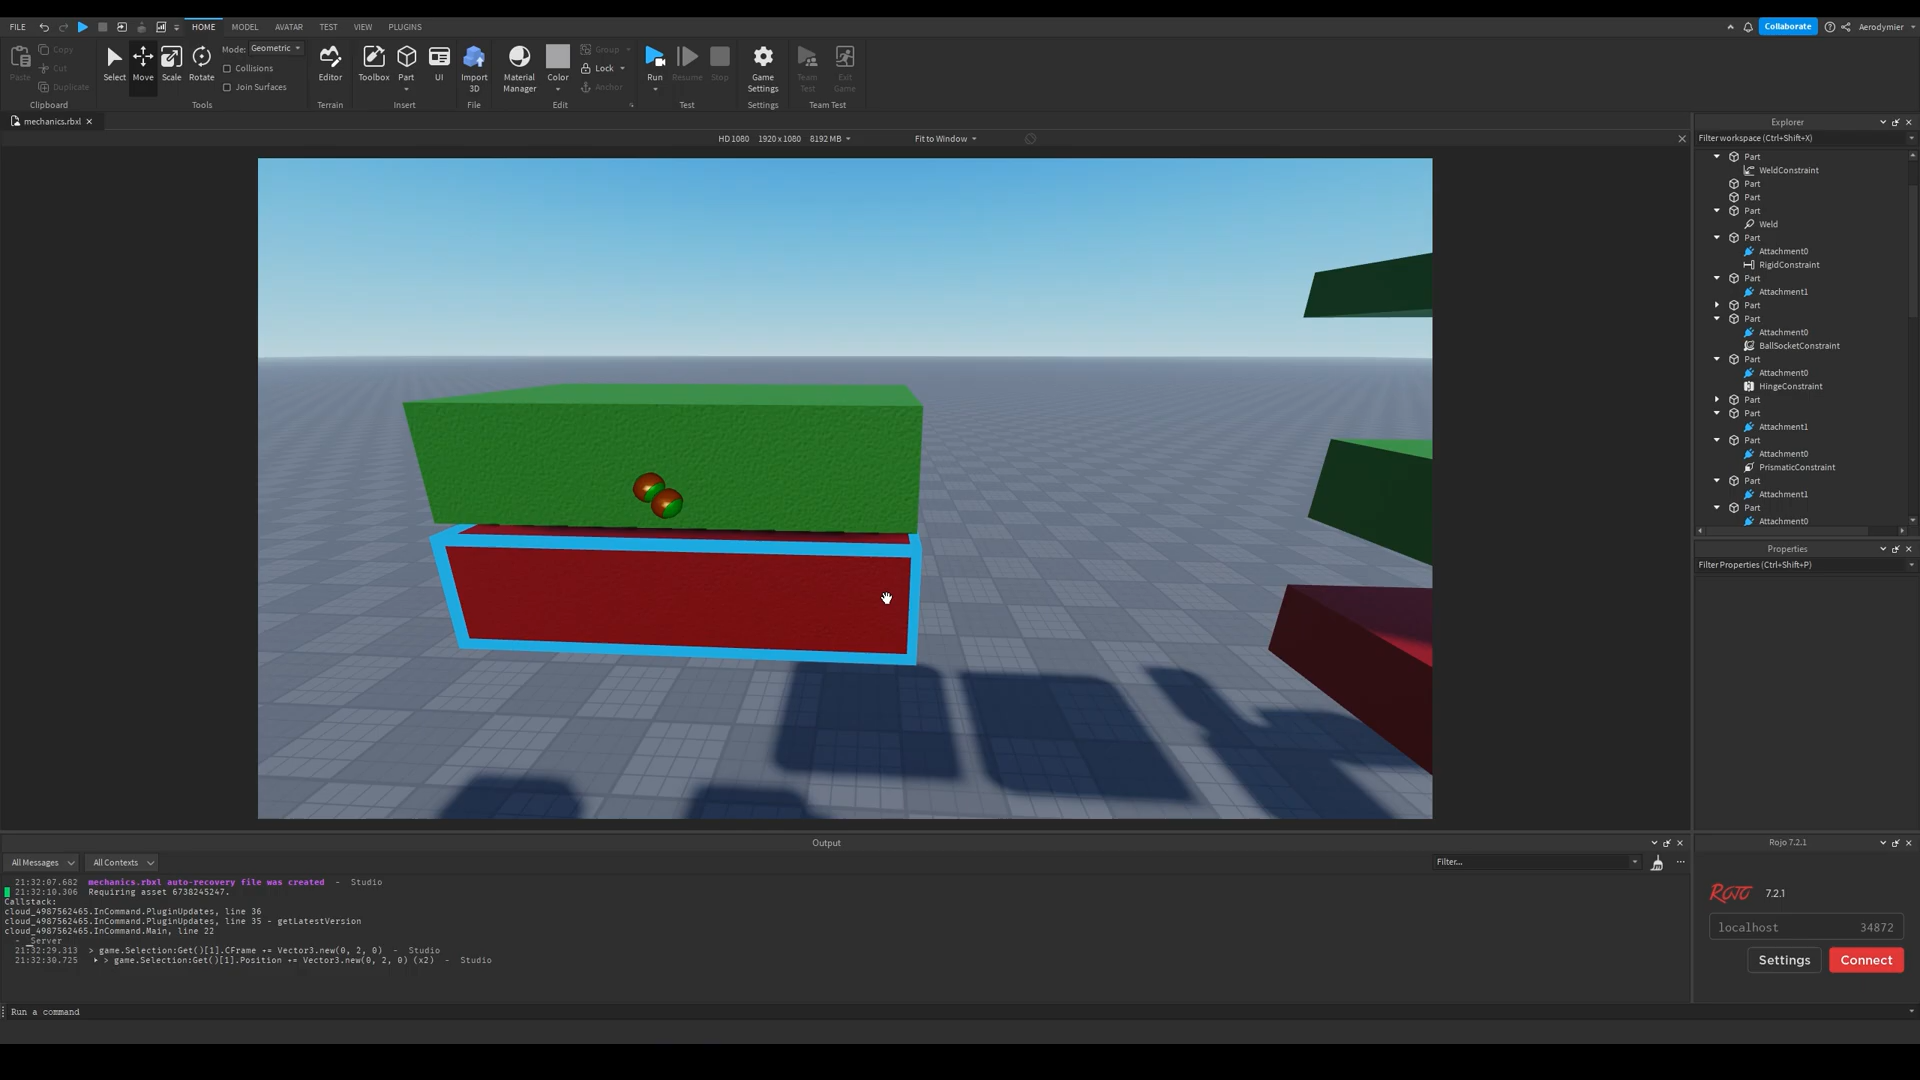 FILE HOME MODEL AVATAR TEST VIEW PLUGINS Collaborate Aerodymier
Paste Copy Cut Duplicate Clipboard
Select Move Scale Rotate Mode: Geometric Collisions Join Surfaces Tools
Editor Terrain
Toolbox Part UI Insert
Import 3D File
Material Manager Color Group Lock Anchor Edit
Run Resume Stop Test
Game Settings Settings
Team Test Exit Game Team Test
mechanics.rbxl
HD 1080 1920 x 1080 8192 MB Fit to Window
Explorer
Filter workspace (Ctrl+Shift+X)
Part
WeldConstraint
Part
Part
Part
Weld
Part
Attachment0
RigidConstraint
Part
Attachment1
Part
Part
Attachment0
BallSocketConstraint
Part
Attachment0
HingeConstraint
Part
Part
Attachment1
Part
Attachment0
PrismaticConstraint
Part
Attachment1
Part
Attachment0
Properties
Filter Properties (Ctrl+Shift+P)
Output
All Messages All Contexts Filter...
21:32:07.682 mechanics.rbxl auto-recovery file was created - Studio
21:32:10.306 Requiring asset 6738245247.
Callstack:
cloud_4987562465.InCommand.PluginUpdates, line 36
cloud_4987562465.InCommand.PluginUpdates, line 35 - getLatestVersion
cloud_4987562465.InCommand.Main, line 22
- _Server
21:32:29.313 > game.Selection:Get()[1].CFrame += Vector3.new(0, 2, 0) - Studio
21:32:30.725 > game.Selection:Get()[1].Position += Vector3.new(0, 2, 0) (x2) - Studio
Run a command
Rojo 7.2.1
Rojo 7.2.1
localhost 34872
Settings Connect